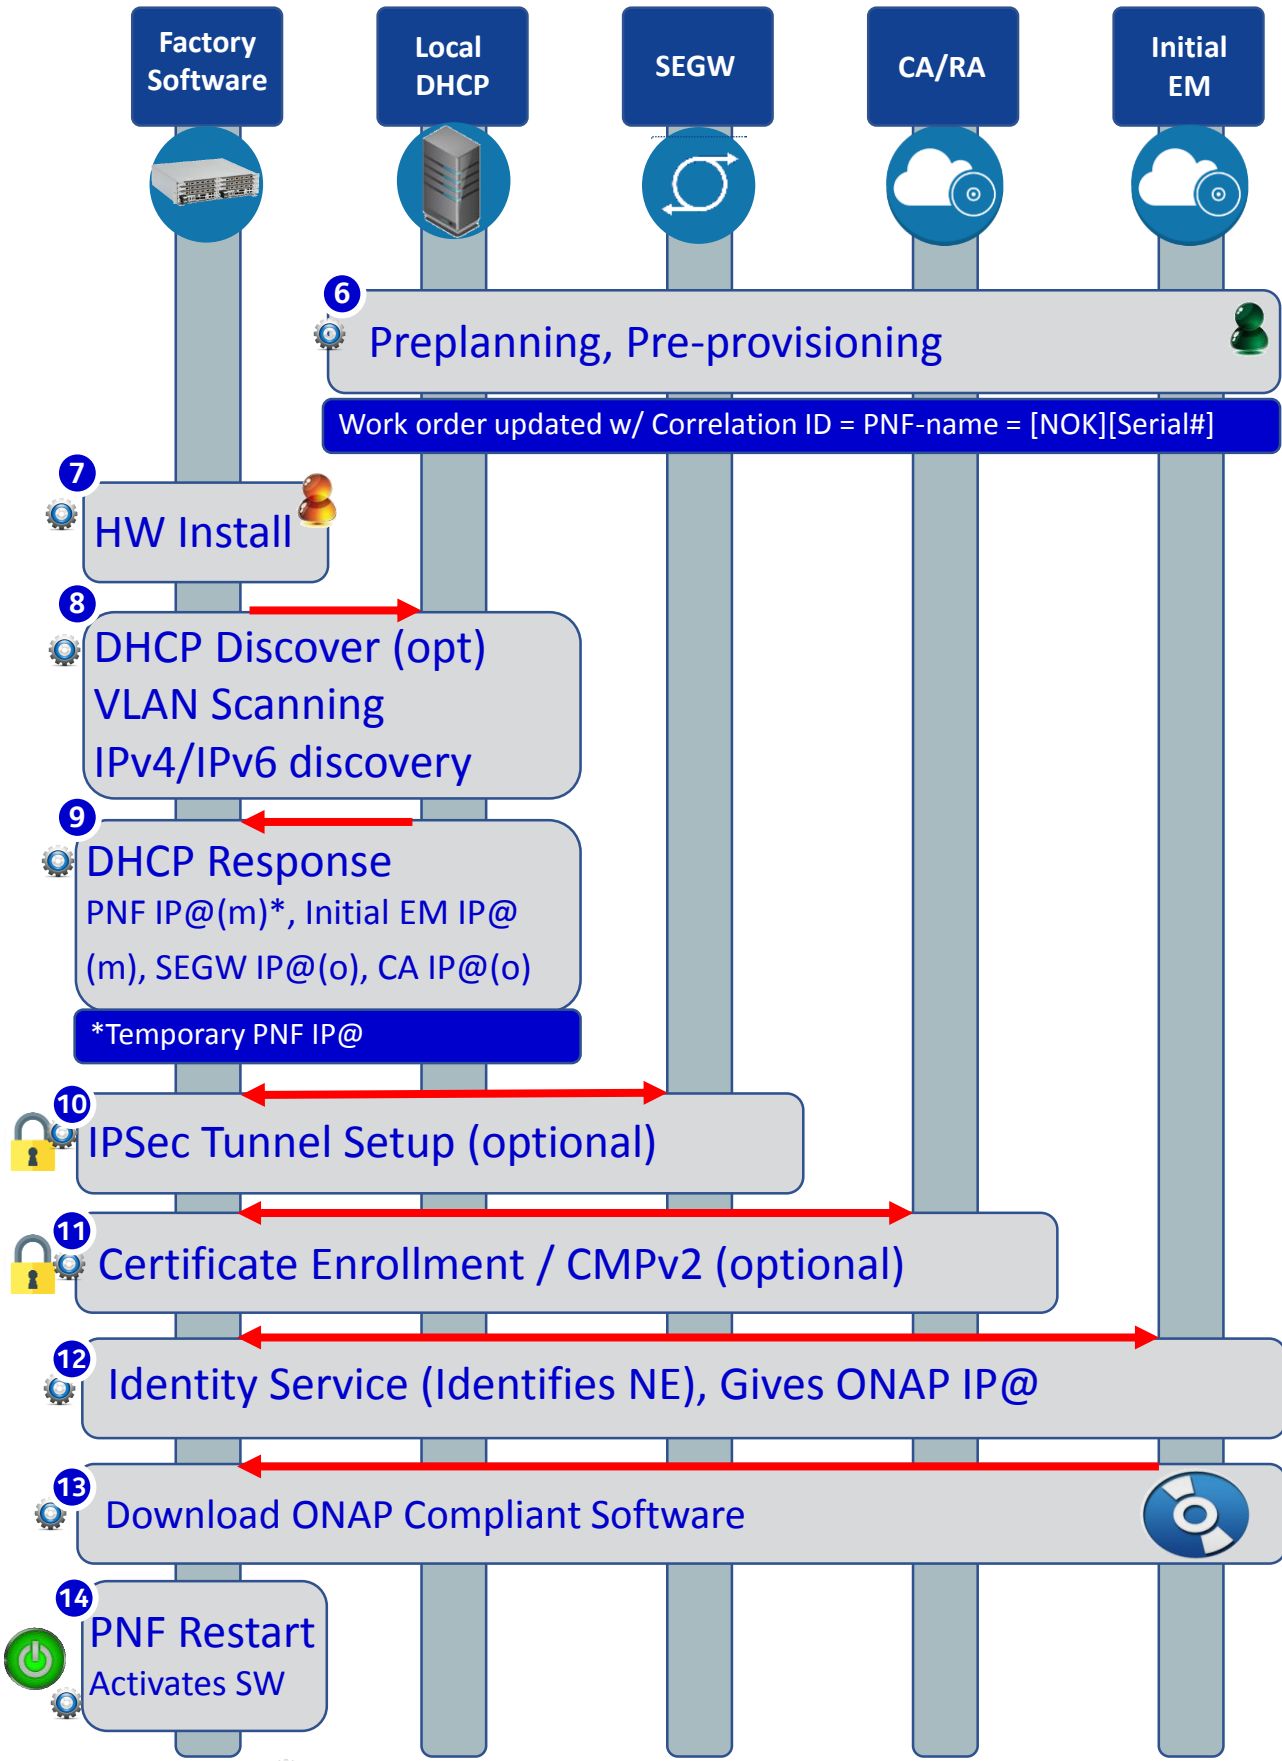 Factory
Software
Local
DHCP
SEGW
CA/RA
Initial
EM
6
Preplanning, Pre-provisioning
Work order updated w/ Correlation ID = PNF-name = [NOK][Serial#]
7
HW Install
8
DHCP Discover (opt)
VLAN Scanning
IPv4/IPv6 discovery
9
DHCP Response
PNF IP@(m)*, Initial EM IP@
(m), SEGW IP@(o), CA IP@(o)
*Temporary PNF IP@
10
IPSec Tunnel Setup (optional)
11
Certificate Enrollment / CMPv2 (optional)
12
Identity Service (Identifies NE), Gives ONAP IP@
13
Download ONAP Compliant Software
14
PNF Restart
Activates SW